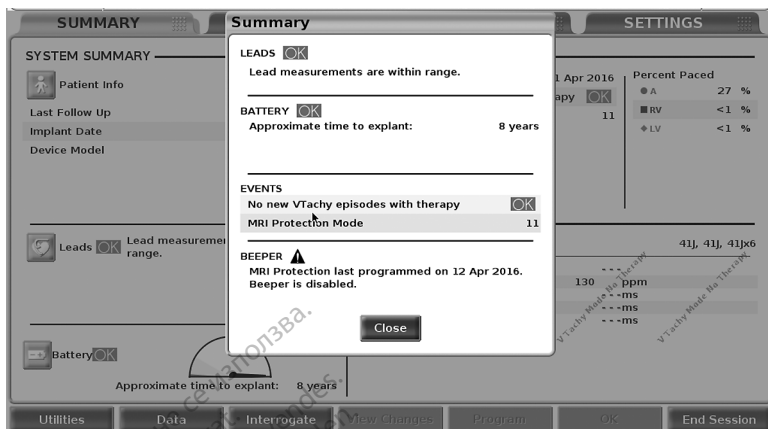 SUMMARY
SETTINGS
SYSTEM SUMMARY
Patient Info
Last Follow Up
Implant Date
Device Model
Leads OK Lead measuremen
range.
Battery OK
Approximate time to explant: 8 years
Summary
LEADS OK
Lead measurements are within range.
BATTERY OK
Approximate time to explant: 8 years
EVENTS
No new VTachy episodes with therapy OK
MRI Protection Mode 11
BEEPER
MRI Protection last programmed on 12 Apr 2016.
Beeper is disabled.
Close
1 Apr 2016
apy OK
11
Percent Paced
A 27 %
RV <1 %
LV <1 %
41J, 41J, 41Jx6
---
130 ppm
---ms
---ms
---ms
VTachy Mode No Therapy
VTachy Mode No Therapy
се използва.
Utilities
Data
Interrogate
View Changes
Program
OK
End Session